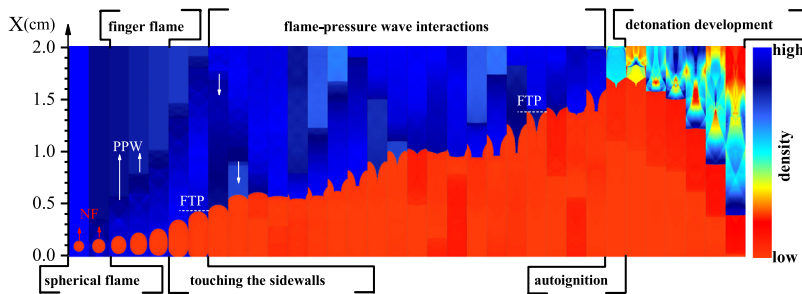 finger flame
flame-pressure wave interactions
detonation development
X(cm)
2.0
1.5
1.0
0.5
0.0
PPW
NF
FTP
FTP
high
density
low
spherical flame
touching the sidewalls
autoignition